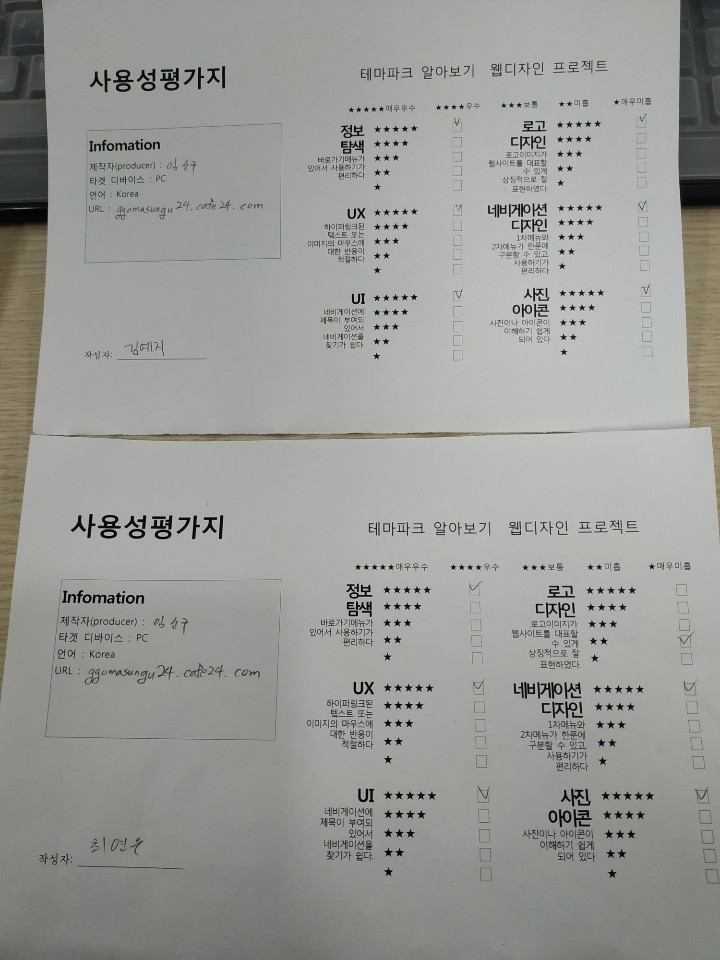 사용성평가지
테마파크 알아보기 웹디자인 프로젝트
★★★★★매우우수 ★★★★우수 ★★★보통 ★★미흡 ★매우미흡
Infomation
제작자(producer) : 임선구
타겟 디바이스 : PC
언어 : Korea
URL : ggomasungu24.cafe24.com
작성자: 김예지
정보 ★★★★★
탐색 ★★★★
바로가기메뉴가 ★★★
있어서 사용하기가 ★★
편리하다
★
UX ★★★★★
하이퍼링크된 ★★★★
텍스트 또는
이미지의 마우스에 ★★★
대한 반응이 ★★
적절하다
★
UI ★★★★★
네비게이션에 ★★★★
제목이 부여되
있어서 ★★★
네비게이션을 ★★
찾기가 쉽다.
★
로고 ★★★★★
디자인 ★★★★
로고이미지가 ★★★
웹사이트를 대표할
수 있게 ★★
상징적으로 잘 ★
표현하였다.
네비게이션 ★★★★★
디자인 ★★★★
1차메뉴와 ★★★
2차메뉴가 한문에
구분할 수 있고 ★★
사용하기가 ★
편리하다
사진, ★★★★★
아이콘 ★★★★
사진이나 아이콘이 ★★★
이해하기 쉽게 ★★
되어 있다
★
사용성평가지
테마파크 알아보기 웹디자인 프로젝트
★★★★★매우우수 ★★★★우수 ★★★보통 ★★미흡 ★매우미흡
Infomation
제작자(producer) : 임선구
타겟 디바이스 : PC
언어 : Korea
URL : ggomasungu24.cafe24.com
작성자: 최연우
정보 ★★★★★
탐색 ★★★★
바로가기메뉴가 ★★★
있어서 사용하기가 ★★
편리하다
★
UX ★★★★★
하이퍼링크된 ★★★★
텍스트 또는
이미지의 마우스에 ★★★
대한 반응이 ★★
적절하다
★
UI ★★★★★
네비게이션에 ★★★★
제목이 부여되
있어서 ★★★
네비게이션을 ★★
찾기가 쉽다.
★
로고 ★★★★★
디자인 ★★★★
로고이미지가 ★★★
웹사이트를 대표할
수 있게 ★★
상징적으로 잘 ★
표현하였다.
네비게이션 ★★★★★
디자인 ★★★★
1차메뉴와 ★★★
2차메뉴가 한문에
구분할 수 있고 ★★
사용하기가 ★
편리하다
사진, ★★★★★
아이콘 ★★★★
사진이나 아이콘이 ★★★
이해하기 쉽게 ★★
되어 있다
★